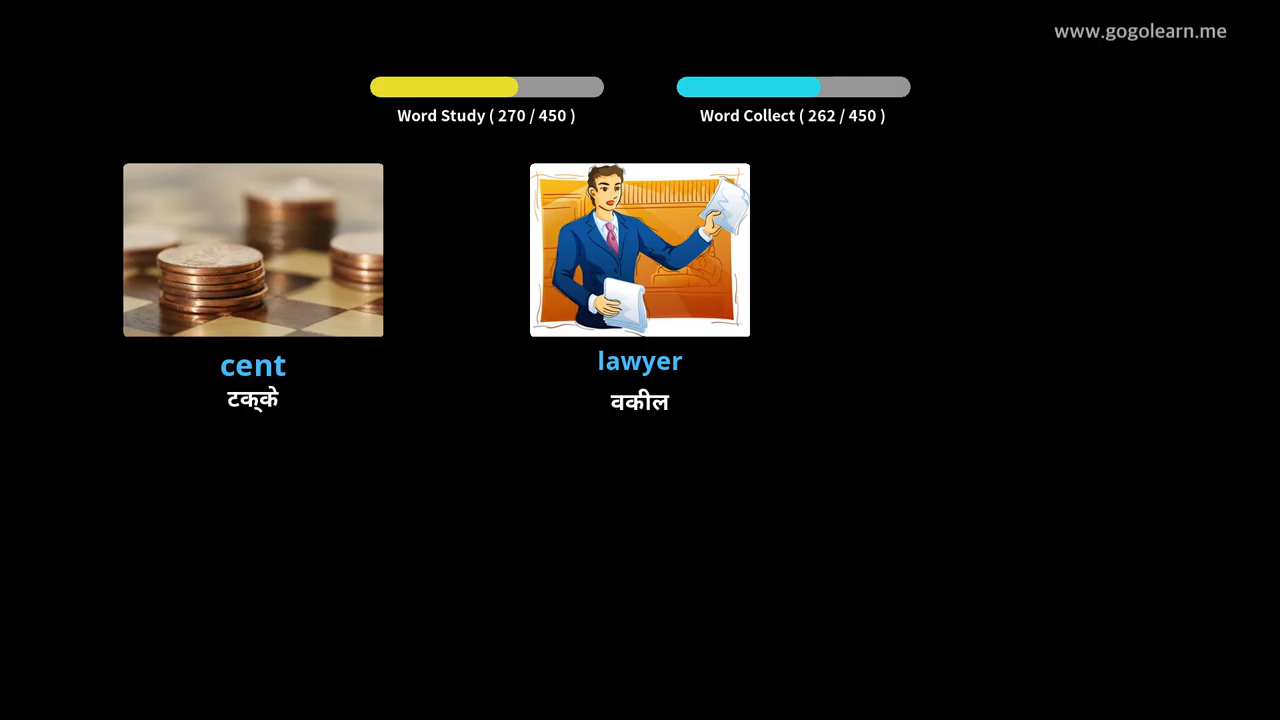 www.gogolearn.me
Word Study ( 270 / 450 )
Word Collect ( 262 / 450 )
cent
टक्के
lawyer
वकील